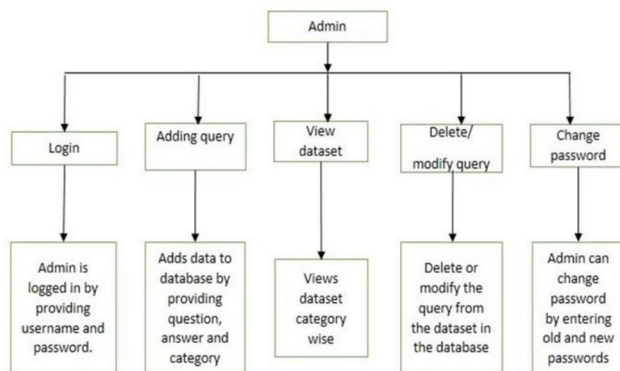 Admin
Login
Adding query
View
dataset
Delete/
modify query
Change
password
Admin is
logged in by
providing
username and
password.
Adds data to
database by
providing
question,
answer and
category
Views
dataset
category
wise
Delete or
modify the
query from
the dataset in
the database
Admin can
change
password
by entering
old and new
passwords